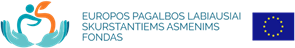 EUROPOS PAGALBOS LABIAUSIAI
SKURSTANTIEMS ASMENIMS
FONDAS